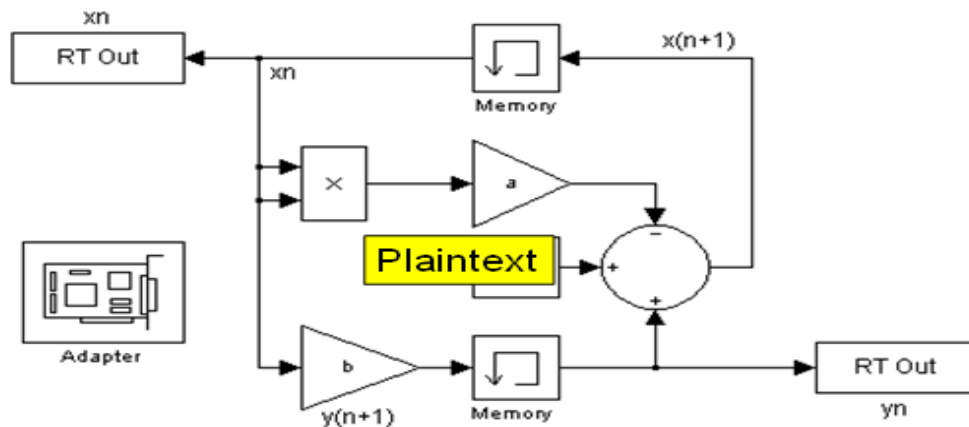 xn
RT Out
xn
x(n+1)
Memory
×
a
−
Plaintext
+
+
Adapter
b
y(n+1)
Memory
RT Out
yn